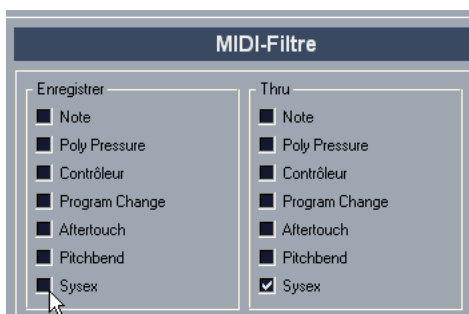 MIDI-Filtre
Enregistrer
Note
Poly Pressure
Contrôleur
Program Change
Aftertouch
Pitchbend
Sysex
Thru
Note
Poly Pressure
Contrôleur
Program Change
Aftertouch
Pitchbend
Sysex